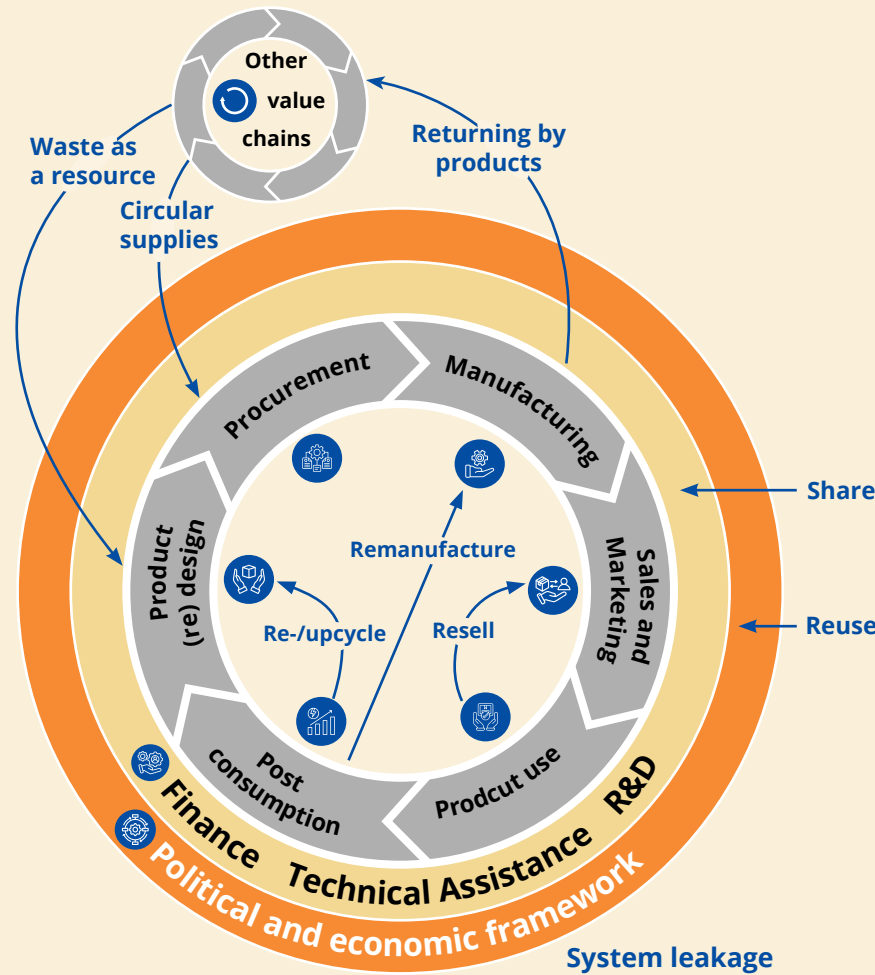 Other
value
chains
Waste as
a resource
Circular
supplies
Returning by
products
Procurement
Manufacturing
Share
Product
(re) design
Sales and
Marketing
Remanufacture
Re-/upcycle
Resell
Reuse
Post
consumption
Prodcut use
Finance Technical Assistance R&D
Political and economic framework
System leakage